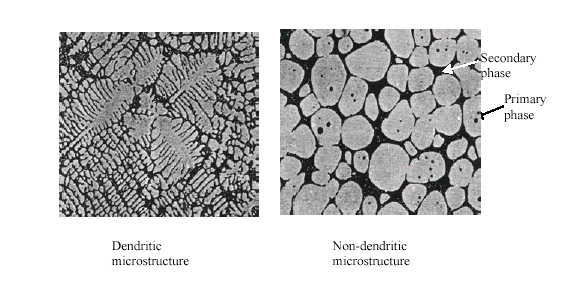 Secondary
phase
Primary
phase
Dendritic
microstructure
Non-dendritic
microstructure